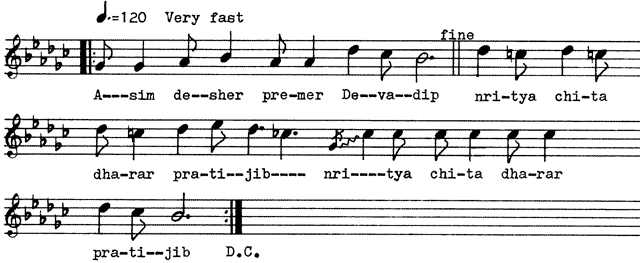 ♩.=120 Very fast
fine
A---sim de--sher pre-mer De--va--dip nri-tya chi-ta
dha-rar pra-ti--jib---- nri----tya chi-ta dha-rar
pra-ti--jib D.C.